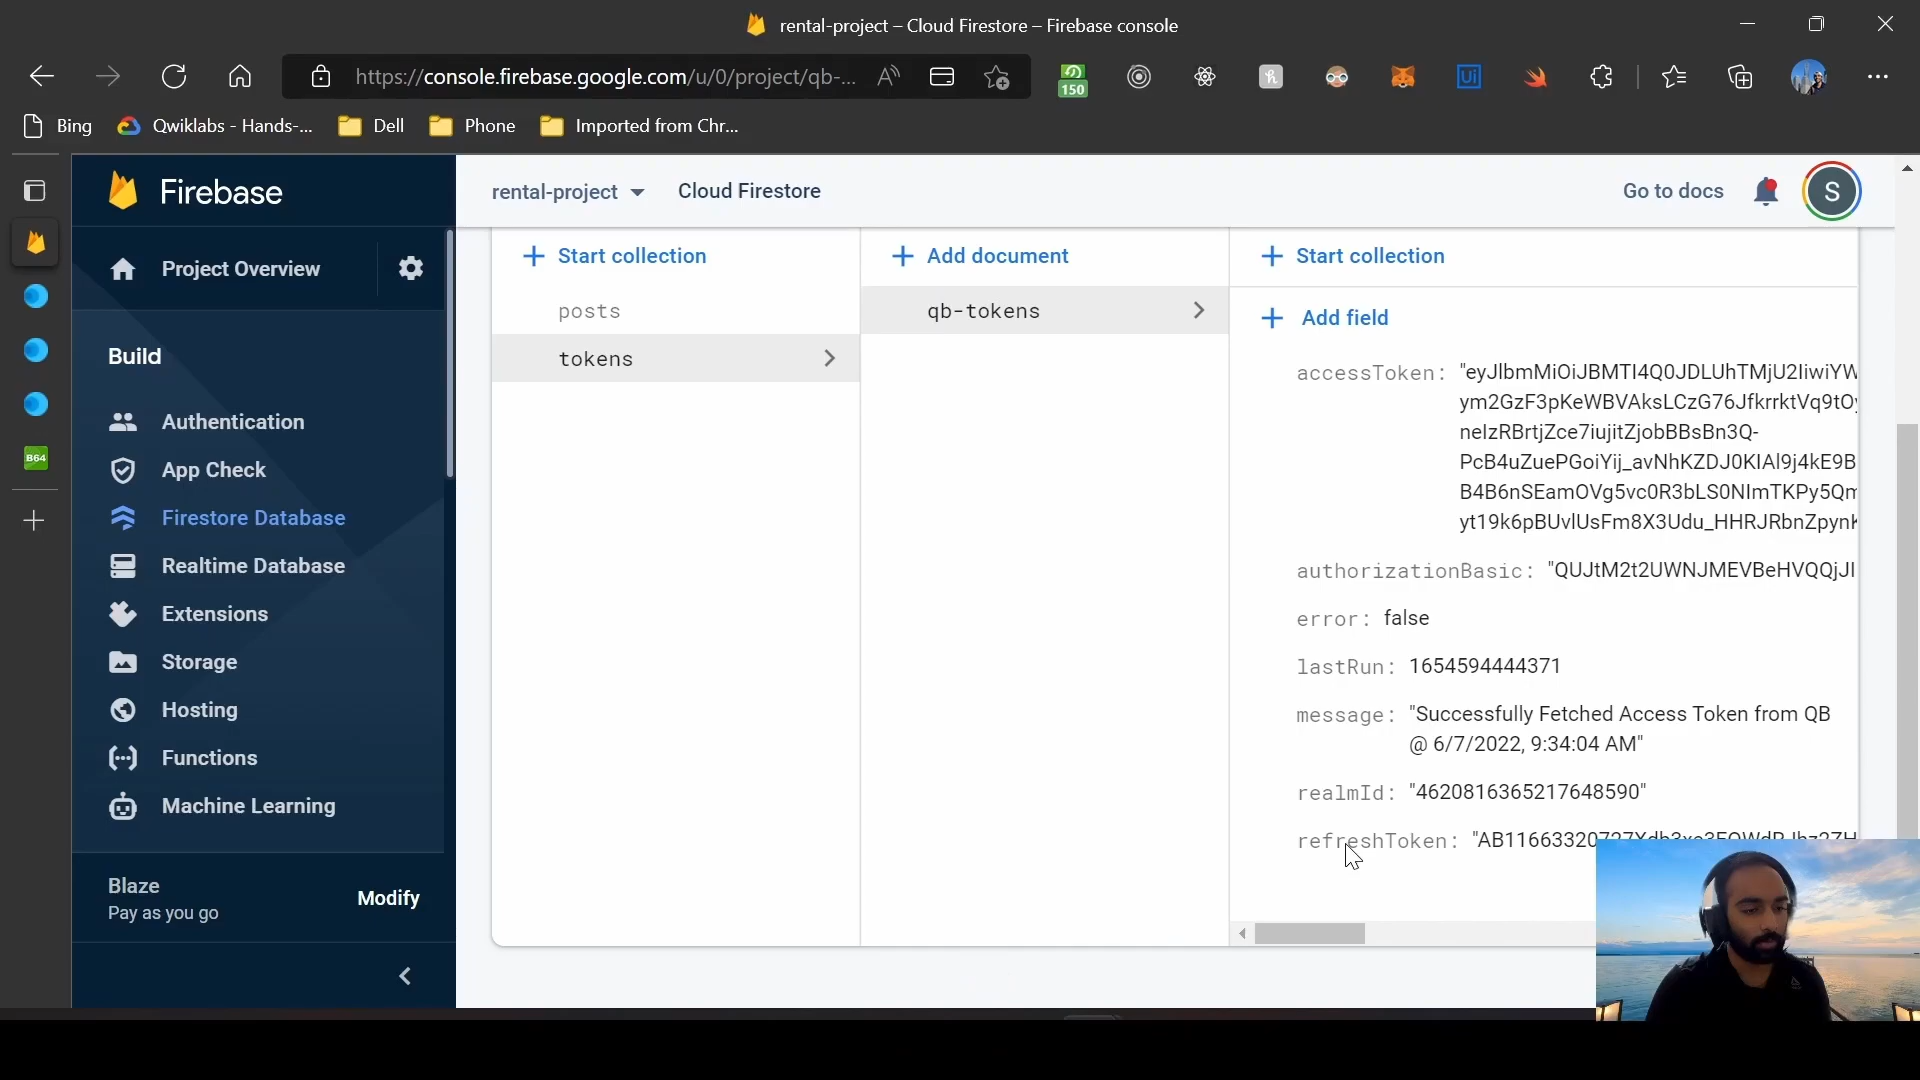 rental-project – Cloud Firestore – Firebase console
https://console.firebase.google.com/u/0/project/qb-...
150
Bing
Qwiklabs - Hands-...
Dell
Phone
Imported from Chr...
Firebase
rental-project
Cloud Firestore
Go to docs
S
Project Overview
Build
Authentication
App Check
Firestore Database
Realtime Database
Extensions
Storage
Hosting
Functions
Machine Learning
Blaze
Pay as you go
Modify
B64
Start collection
posts
tokens
Add document
qb-tokens
Start collection
Add field
accessToken: "eyJlbmMiOiJBMTI4Q0JDLUhTMjU2IiwiYW
ym2GzF3pKeWBVAksLCzG76JfkrrktVq9tO
nelzRBrtjZce7iujitZjobBBsBn3Q-
PcB4uZuePGoiYij_avNhKZDJ0KIAl9j4kE9B
B4B6nSEamOVg5vc0R3bLS0NImTKPy5Qm
yt19k6pBUvlUsFm8X3Udu_HHRJRbnZpynK
authorizationBasic: "QUJtM2t2UWNJMEVBeHVQQjJI
error: false
lastRun: 1654594444371
message: "Successfully Fetched Access Token from QB
@ 6/7/2022, 9:34:04 AM"
realmId: "4620816365217648590"
refreshToken: